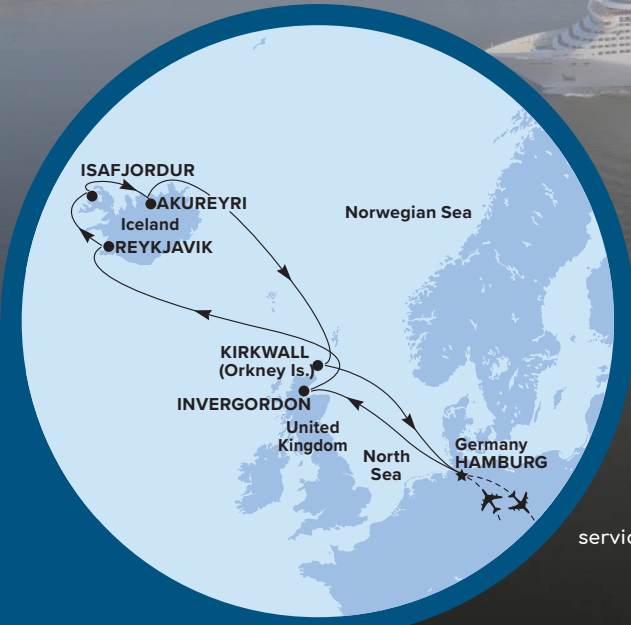 ISAFJORDUR
AKUREYRI
Iceland
REYKJAVIK
Norwegian Sea
KIRKWALL
(Orkney Is.)
INVERGORDON
United
Kingdom
North
Sea
Germany
HAMBURG
servic